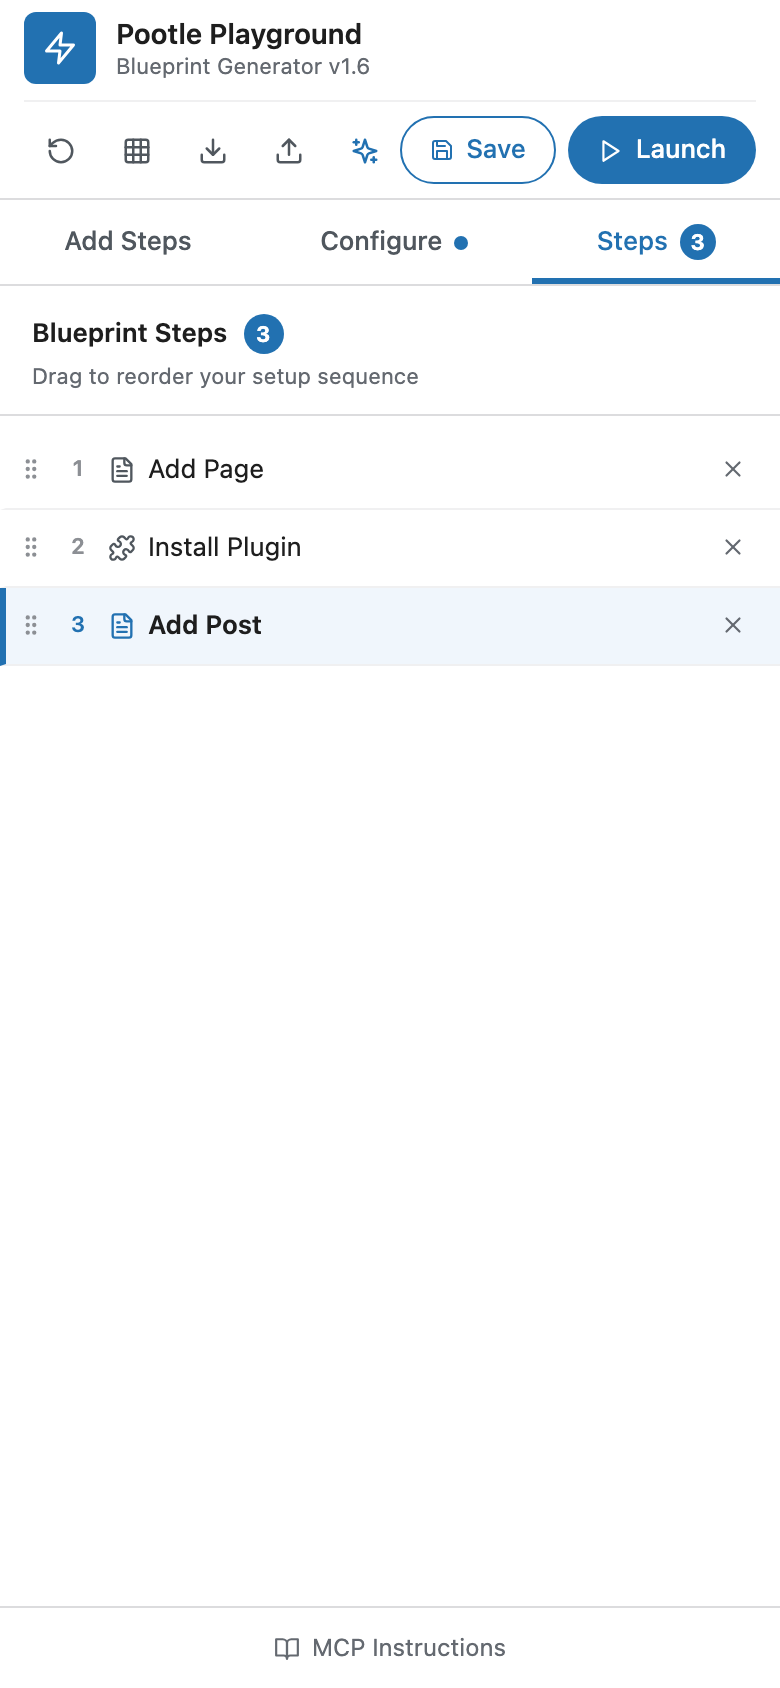 Pootle Playground
Blueprint Generator v1.6
Save
Launch
Add Steps
Configure
Steps 3
Blueprint Steps 3
Drag to reorder your setup sequence
1 Add Page
2 Install Plugin
3 Add Post
MCP Instructions